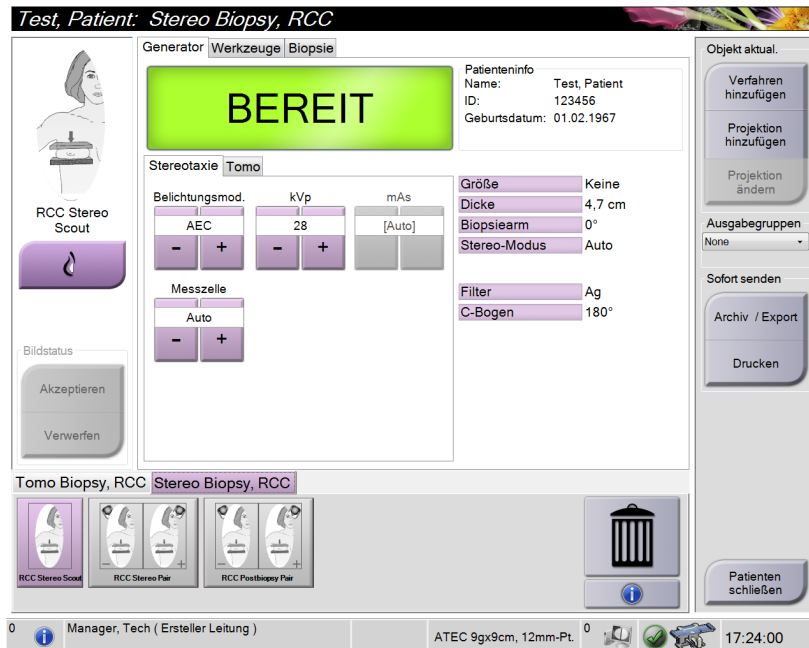 Test, Patient: Stereo Biopsy, RCC
Generator Werkzeuge Biopsie
BEREIT
Patienteninfo
Name: Test, Patient
ID: 123456
Geburtsdatum: 01.02.1967
RCC Stereo
Scout
Bildstatus
Akzeptieren
Verwerfen
Stereotaxie Tomo
Belichtungsmod. kVp mAs
AEC 28 [Auto]
- + - +
Messzelle
Auto
- +
Größe Keine
Dicke 4,7 cm
Biopsiearm 0°
Stereo-Modus Auto
Filter Ag
C-Bogen 180°
Objekt aktual.
Verfahren
hinzufügen
Projektion
hinzufügen
Projektion
ändern
Ausgabegruppen
None
Sofort senden
Archiv / Export
Drucken
Patienten
schließen
Tomo Biopsy, RCC Stereo Biopsy, RCC
RCC Stereo Scout
- +
RCC Stereo Pair
- +
RCC Postbiopsy Pair
0 Manager, Tech ( Ersteller Leitung ) ATEC 9gx9cm, 12mm-Pt. 0 17:24:00